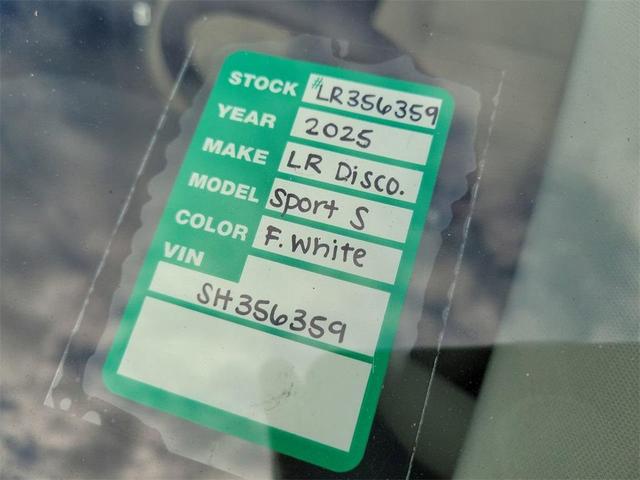 STOCK #LR356359
YEAR 2025
MAKE LR DISCO.
MODEL Sport S
COLOR F. White
VIN
SH356359